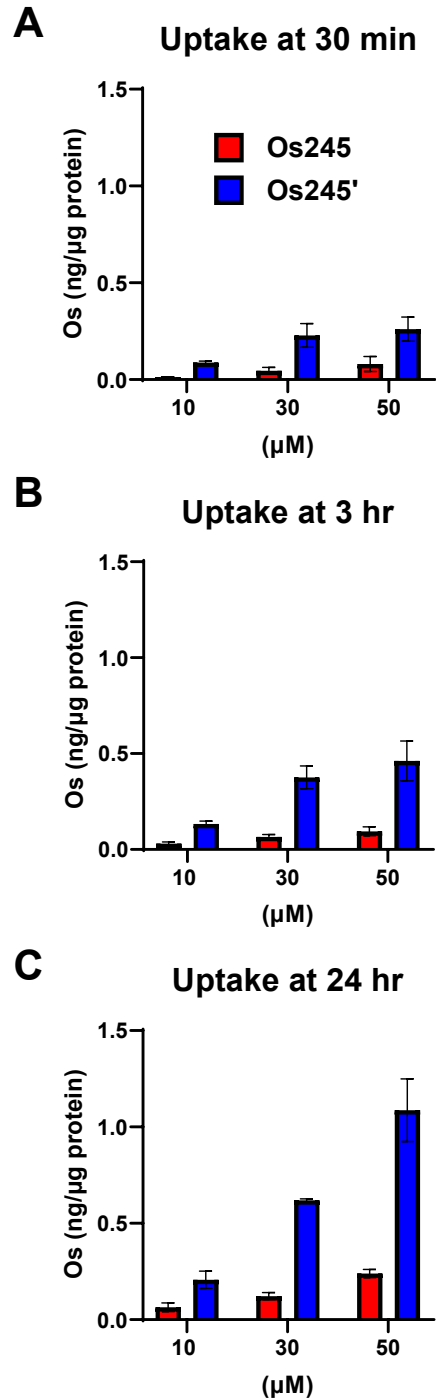 A
Uptake at 30 min
Os (ng/µg protein)
1.5
1.0
0.5
0.0
Os245
Os245'
10 30 50
(µM)
B
Uptake at 3 hr
Os (ng/µg protein)
1.5
1.0
0.5
0.0
10 30 50
(µM)
C
Uptake at 24 hr
Os (ng/µg protein)
1.5
1.0
0.5
0.0
10 30 50
(µM)